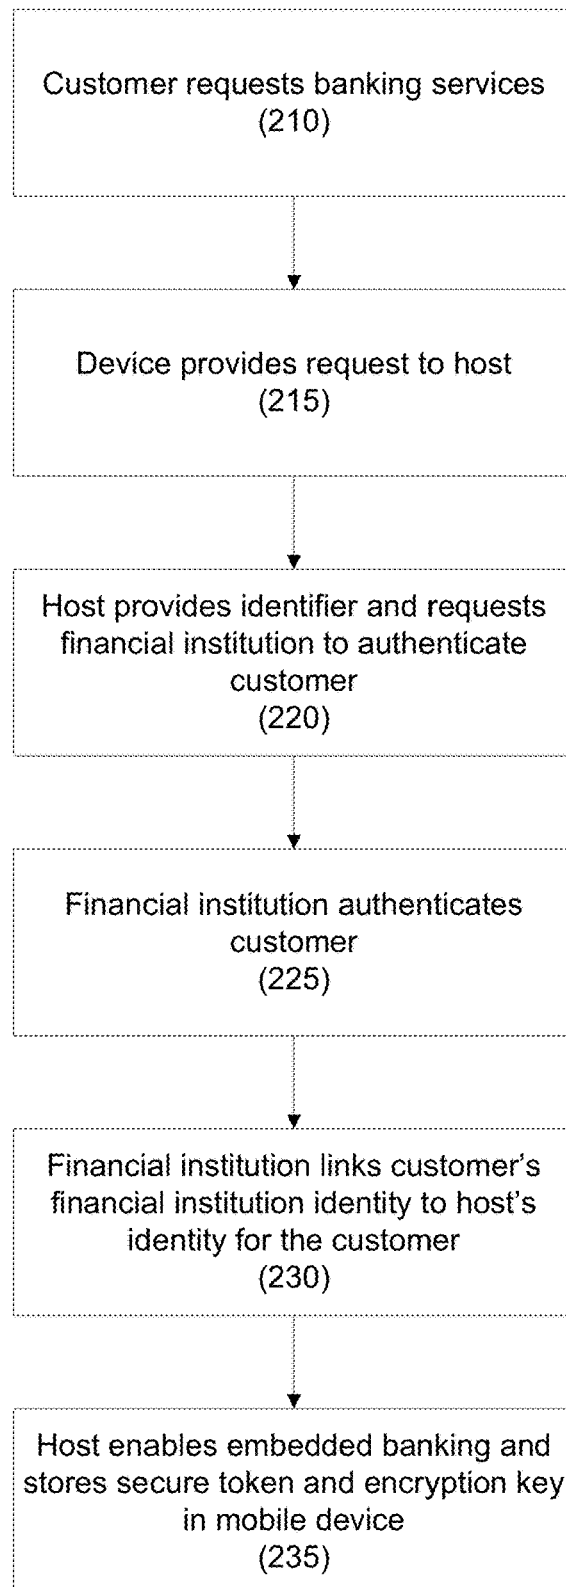 Customer requests banking services
(210)
Device provides request to host
(215)
Host provides identifier and requests
financial institution to authenticate
customer
(220)
Financial institution authenticates
customer
(225)
Financial institution links customer's
financial institution identity to host's
identity for the customer
(230)
Host enables embedded banking and
stores secure token and encryption key
in mobile device
(235)